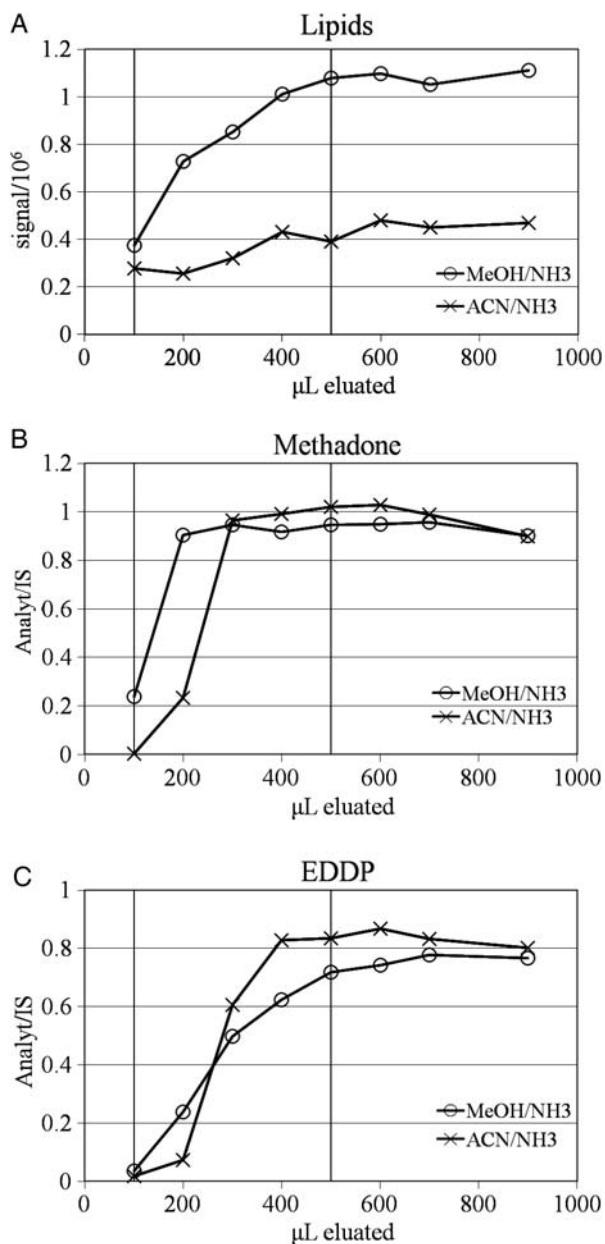 A
Lipids
1.2
1
0.8
0.6
0.4
0.2
0
signal/10⁶
MeOH/NH3
ACN/NH3
0 200 400 600 800 1000
µL eluated
B
Methadone
1.2
1
0.8
0.6
0.4
0.2
0
Analyt/IS
MeOH/NH3
ACN/NH3
0 200 400 600 800 1000
µL eluated
C
EDDP
1
0.8
0.6
0.4
0.2
0
Analyt/IS
MeOH/NH3
ACN/NH3
0 200 400 600 800 1000
µL eluated